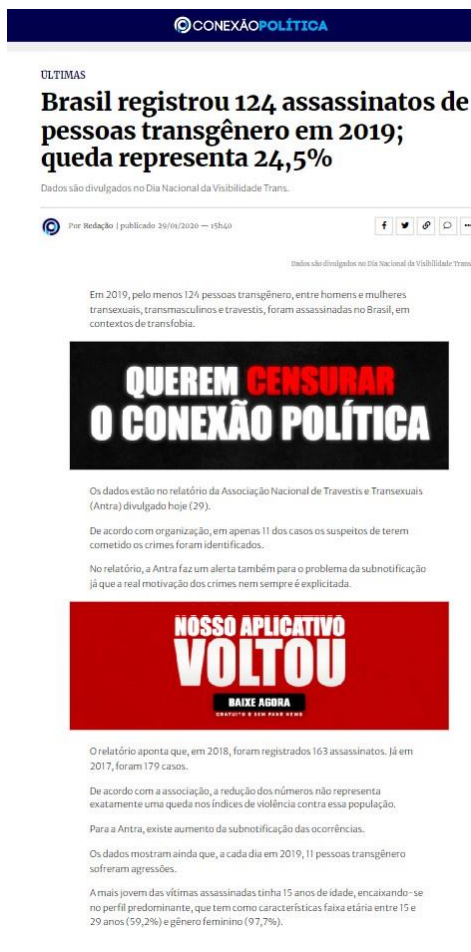 CONEXÃOPOLÍTICA
ÚLTIMAS
Brasil registrou 124 assassinatos de
pessoas transgênero em 2019;
queda representa 24,5%
Dados são divulgados no Dia Nacional da Visibilidade Trans.
Por Redação | publicado 29/01/2020 — 15h40
Dados são divulgados no Dia Nacional da Visibilidade Trans
Em 2019, pelo menos 124 pessoas transgênero, entre homens e mulheres
transexuais, transmasculinos e travestis, foram assassinadas no Brasil, em
contextos de transfobia.
QUEREM CENSURAR
O CONEXÃO POLÍTICA
Os dados estão no relatório da Associação Nacional de Travestis e Transexuais
(Antra) divulgado hoje (29).
De acordo com organização, em apenas 11 dos casos os suspeitos de terem
cometido os crimes foram identificados.
No relatório, a Antra faz um alerta também para o problema da subnotificação
já que a real motivação dos crimes nem sempre é explicitada.
NOSSO APLICATIVO
VOLTOU
BAIXE AGORA
GRATUITO E SEM FAKE NEWS
O relatório aponta que, em 2018, foram registrados 163 assassinatos. Já em
2017, foram 179 casos.
De acordo com a associação, a redução dos números não representa
exatamente uma queda nos índices de violência contra essa população.
Para a Antra, existe aumento da subnotificação das ocorrências.
Os dados mostram ainda que, a cada dia em 2019, 11 pessoas transgênero
sofreram agressões.
A mais jovem das vítimas assassinadas tinha 15 anos de idade, encaixando-se
no perfil predominante, que tem como características faixa etária entre 15 e
29 anos (59,2%) e gênero feminino (97,7%).